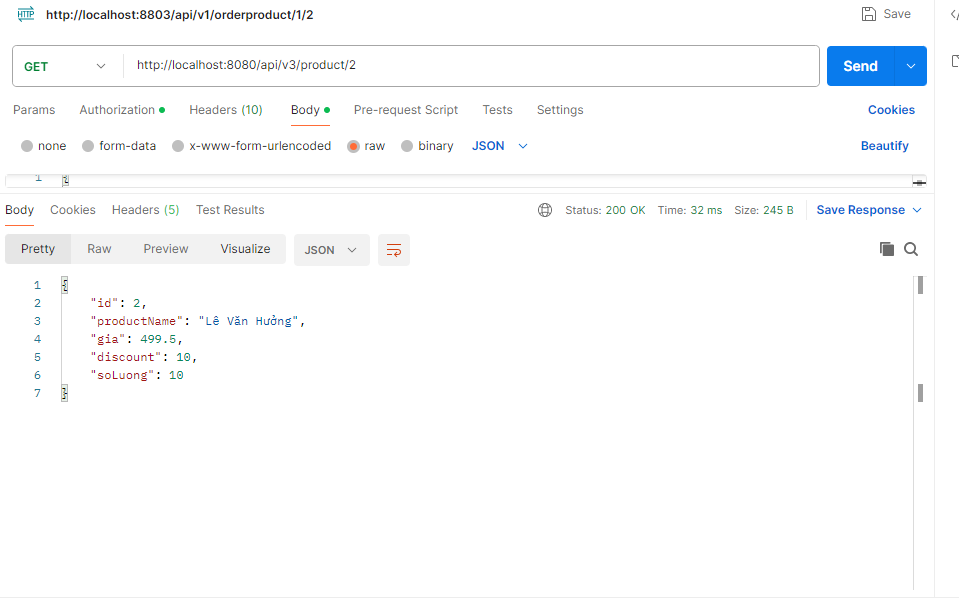 HTTP http://localhost:8803/api/v1/orderproduct/1/2 Save
GET http://localhost:8080/api/v3/product/2 Send
Params Authorization Headers (10) Body Pre-request Script Tests Settings Cookies
none form-data x-www-form-urlencoded raw binary JSON Beautify
1 {
Body Cookies Headers (5) Test Results Status: 200 OK Time: 32 ms Size: 245 B Save Response
Pretty Raw Preview Visualize JSON
1 {
2 "id": 2,
3 "productName": "Lê Văn Hưởng",
4 "gia": 499.5,
5 "discount": 10,
6 "soLuong": 10
7 }